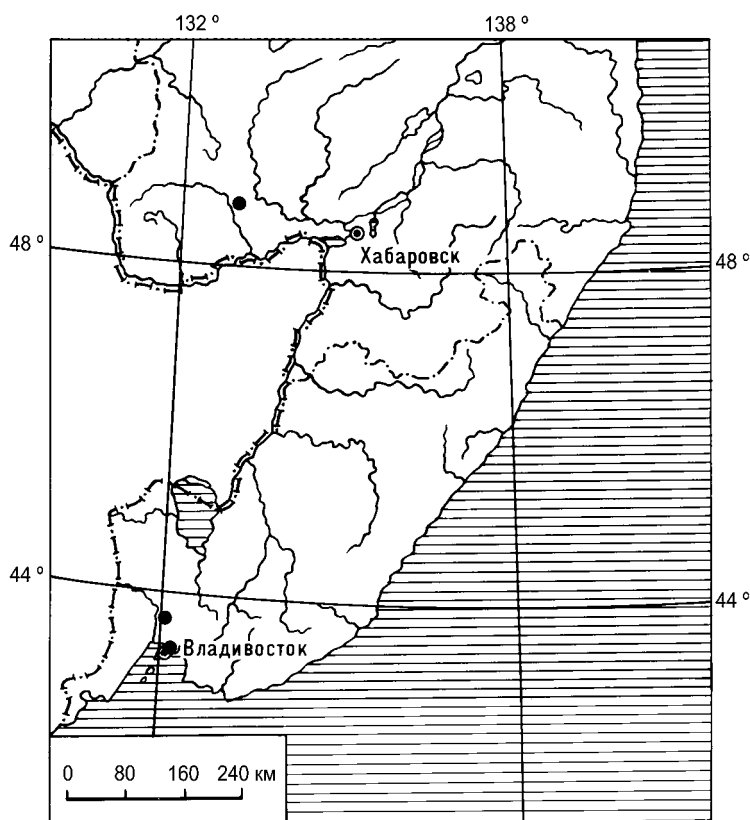 132 º 138 º
48 º
Хабаровск
48 º
44 º
44 º
Владивосток
0 80 160 240 км